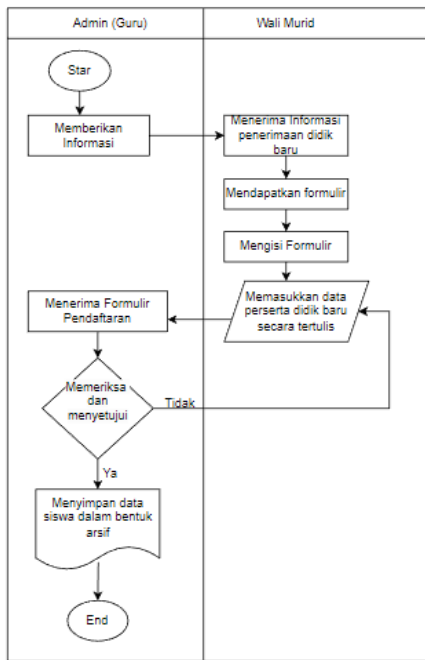 Admin (Guru)
Wali Murid
Star
Memberikan
Informasi
Menerima Informasi
penerimaan didik
baru
Mendapatkan formulir
Mengisi Formulir
Memasukkan data
perserta didik baru
secara tertulis
Menerima Formulir
Pendaftaran
Memeriksa
dan
menyetujui
Tidak
Ya
Menyimpan data
siswa dalam bentuk
arsif
End